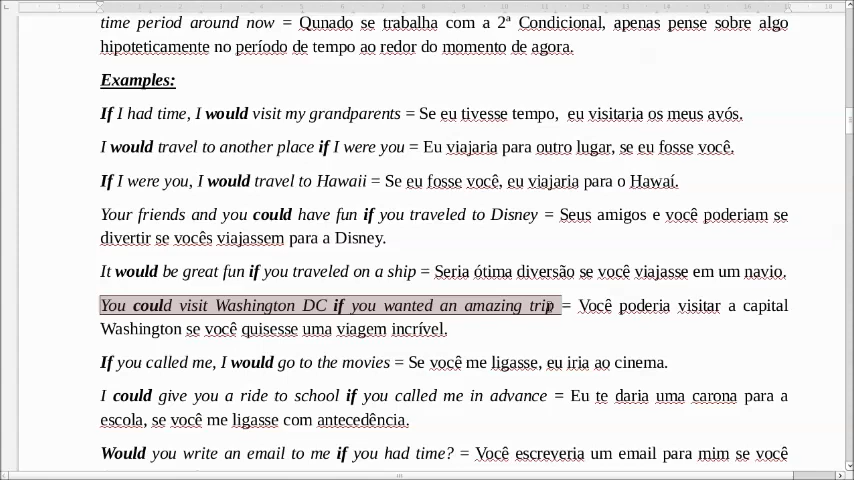 time period around now = Qunado se trabalha com a 2ª Condicional, apenas pense sobre algo
hipoteticamente no período de tempo ao redor do momento de agora.
Examples:
If I had time, I would visit my grandparents = Se eu tivesse tempo, eu visitaria os meus avós.
I would travel to another place if I were you = Eu viajaria para outro lugar, se eu fosse você.
If I were you, I would travel to Hawaii = Se eu fosse você, eu viajaria para o Hawaí.
Your friends and you could have fun if you traveled to Disney = Seus amigos e você poderiam se
divertir se vocês viajassem para a Disney.
It would be great fun if you traveled on a ship = Seria ótima diversão se você viajasse em um navio.
You could visit Washington DC if you wanted an amazing trip = Você poderia visitar a capital
Washington se você quisesse uma viagem incrível.
If you called me, I would go to the movies = Se você me ligasse, eu iria ao cinema.
I could give you a ride to school if you called me in advance = Eu te daria uma carona para a
escola, se você me ligasse com antecedência.
Would you write an email to me if you had time? = Você escreveria um email para mim se você